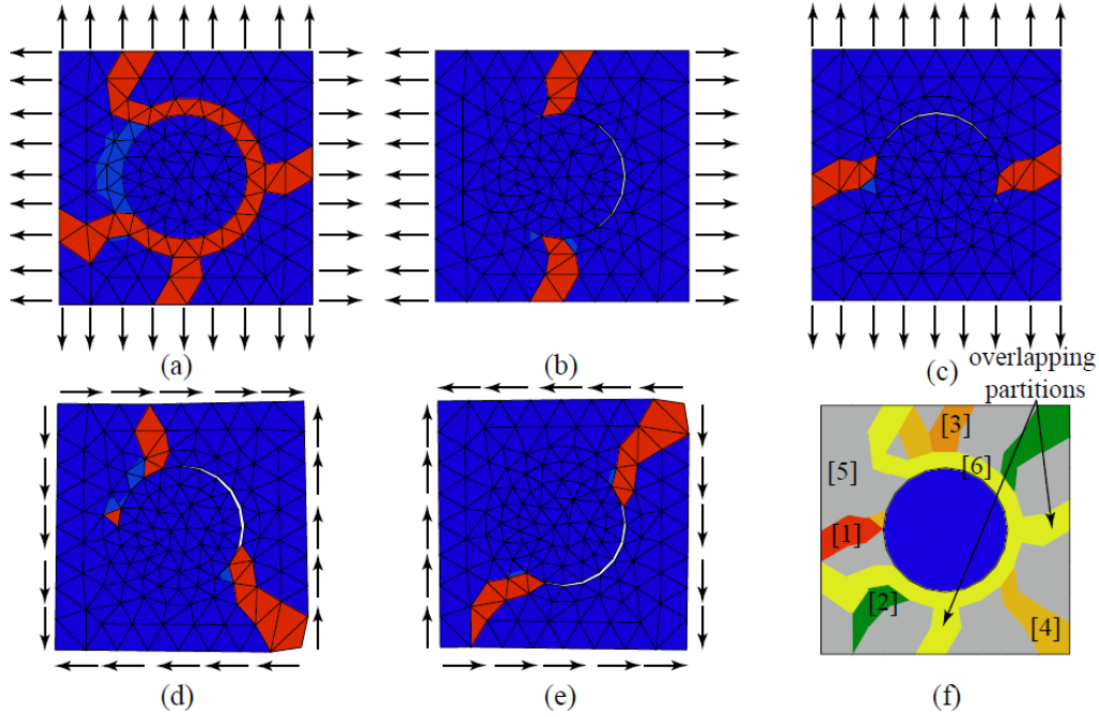 (a)
(b)
(c)
overlapping
partitions
(d)
(e)
[3]
[6]
[5]
[1]
[2]
[4]
(f)